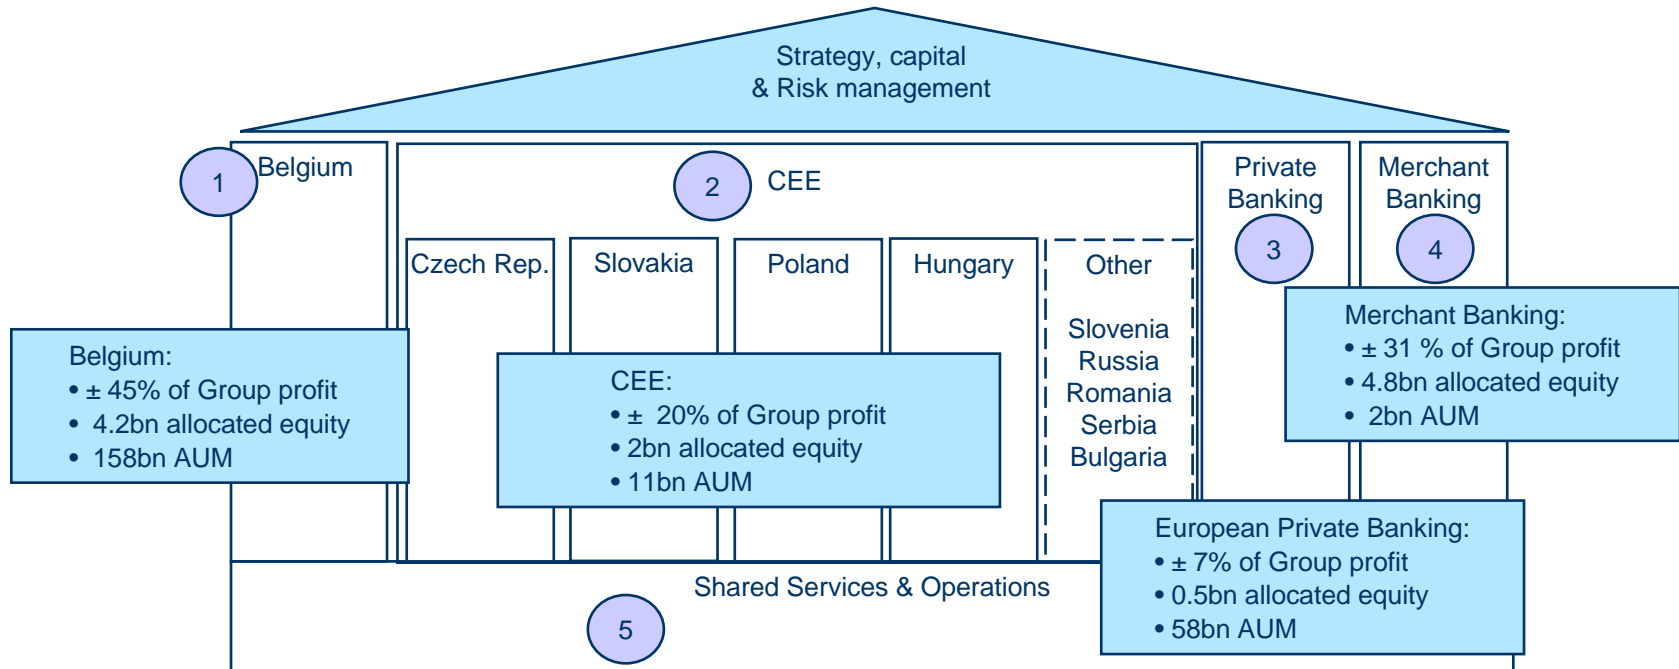 Strategy, capital
& Risk management
1
Belgium
2
CEE
Private
Banking
3
Merchant
Banking
4
Czech Rep.
Slovakia
Poland
Hungary
Other
Slovenia
Russia
Romania
Serbia
Bulgaria
Belgium:
• ± 45% of Group profit
• 4.2bn allocated equity
• 158bn AUM
CEE:
• ± 20% of Group profit
• 2bn allocated equity
• 11bn AUM
Merchant Banking:
• ± 31 % of Group profit
• 4.8bn allocated equity
• 2bn AUM
European Private Banking:
• ± 7% of Group profit
• 0.5bn allocated equity
• 58bn AUM
Shared Services & Operations
5